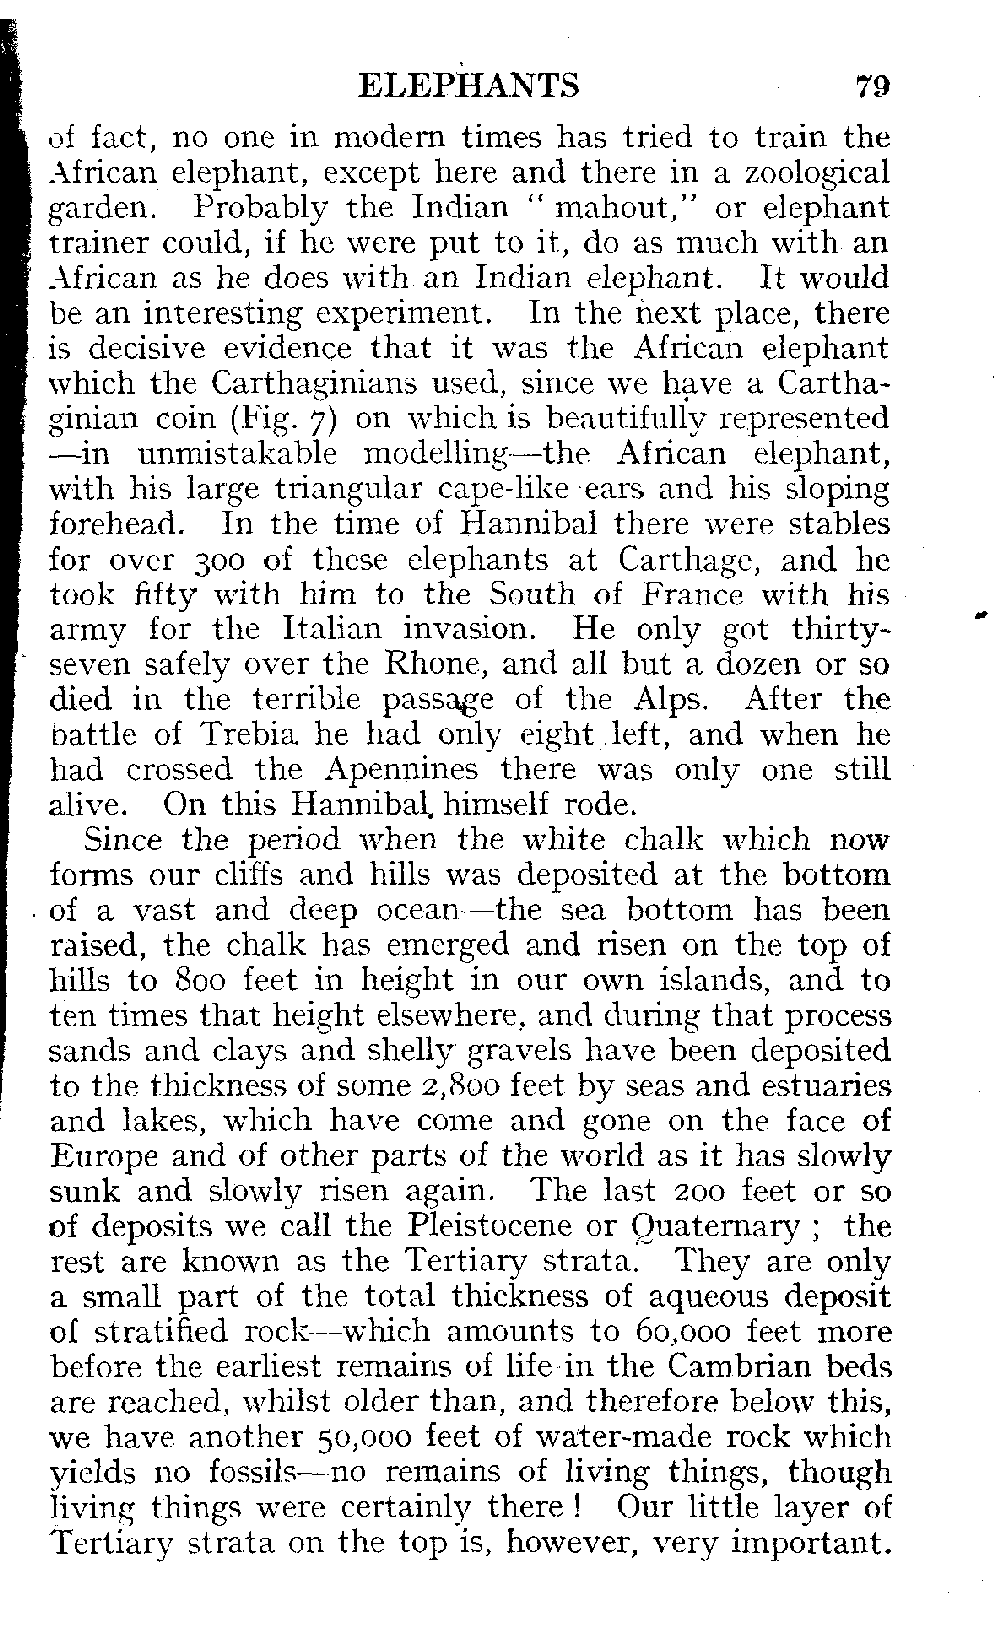 ELEPHANTS 79
of fact, no one in modern times has tried to train the
African elephant, except here and there in a zoological
garden. Probably the Indian " mahout," or elephant
trainer could, if he were put to it, do as much with an
African as he does with an Indian elephant. It would
be an interesting experiment. In the next place, there
is decisive evidence that it was the African elephant
which the Carthaginians used, since we have a Cartha-
ginian coin (Fig. 7) on which is beautifully represented
—in unmistakable modelling—the African elephant,
with his large triangular cape-like ears and his sloping
forehead. In the time of Hannibal there were stables
for over 300 of these elephants at Carthage, and he
took fifty with him to the South of France with his
army for the Italian invasion. He only got thirty-
seven safely over the Rhone, and all but a dozen or so
died in the terrible passage of the Alps. After the
battle of Trebia he had only eight left, and when he
had crossed the Apennines there was only one still
alive. On this Hannibal himself rode.
Since the period when the white chalk which now
forms our cliffs and hills was deposited at the bottom
of a vast and deep ocean—the sea bottom has been
raised, the chalk has emerged and risen on the top of
hills to 800 feet in height in our own islands, and to
ten times that height elsewhere, and during that process
sands and clays and shelly gravels have been deposited
to the thickness of some 2,800 feet by seas and estuaries
and lakes, which have come and gone on the face of
Europe and of other parts of the world as it has slowly
sunk and slowly risen again. The last 200 feet or so
of deposits we call the Pleistocene or Quaternary ; the
rest are known as the Tertiary strata. They are only
a small part of the total thickness of aqueous deposit
of stratified rock—which amounts to 60,000 feet more
before the earliest remains of life in the Cambrian beds
are reached, whilst older than, and therefore below this,
we have another 50,000 feet of water-made rock which
yields no fossils—no remains of living things, though
living things were certainly there ! Our little layer of
Tertiary strata on the top is, however, very important.